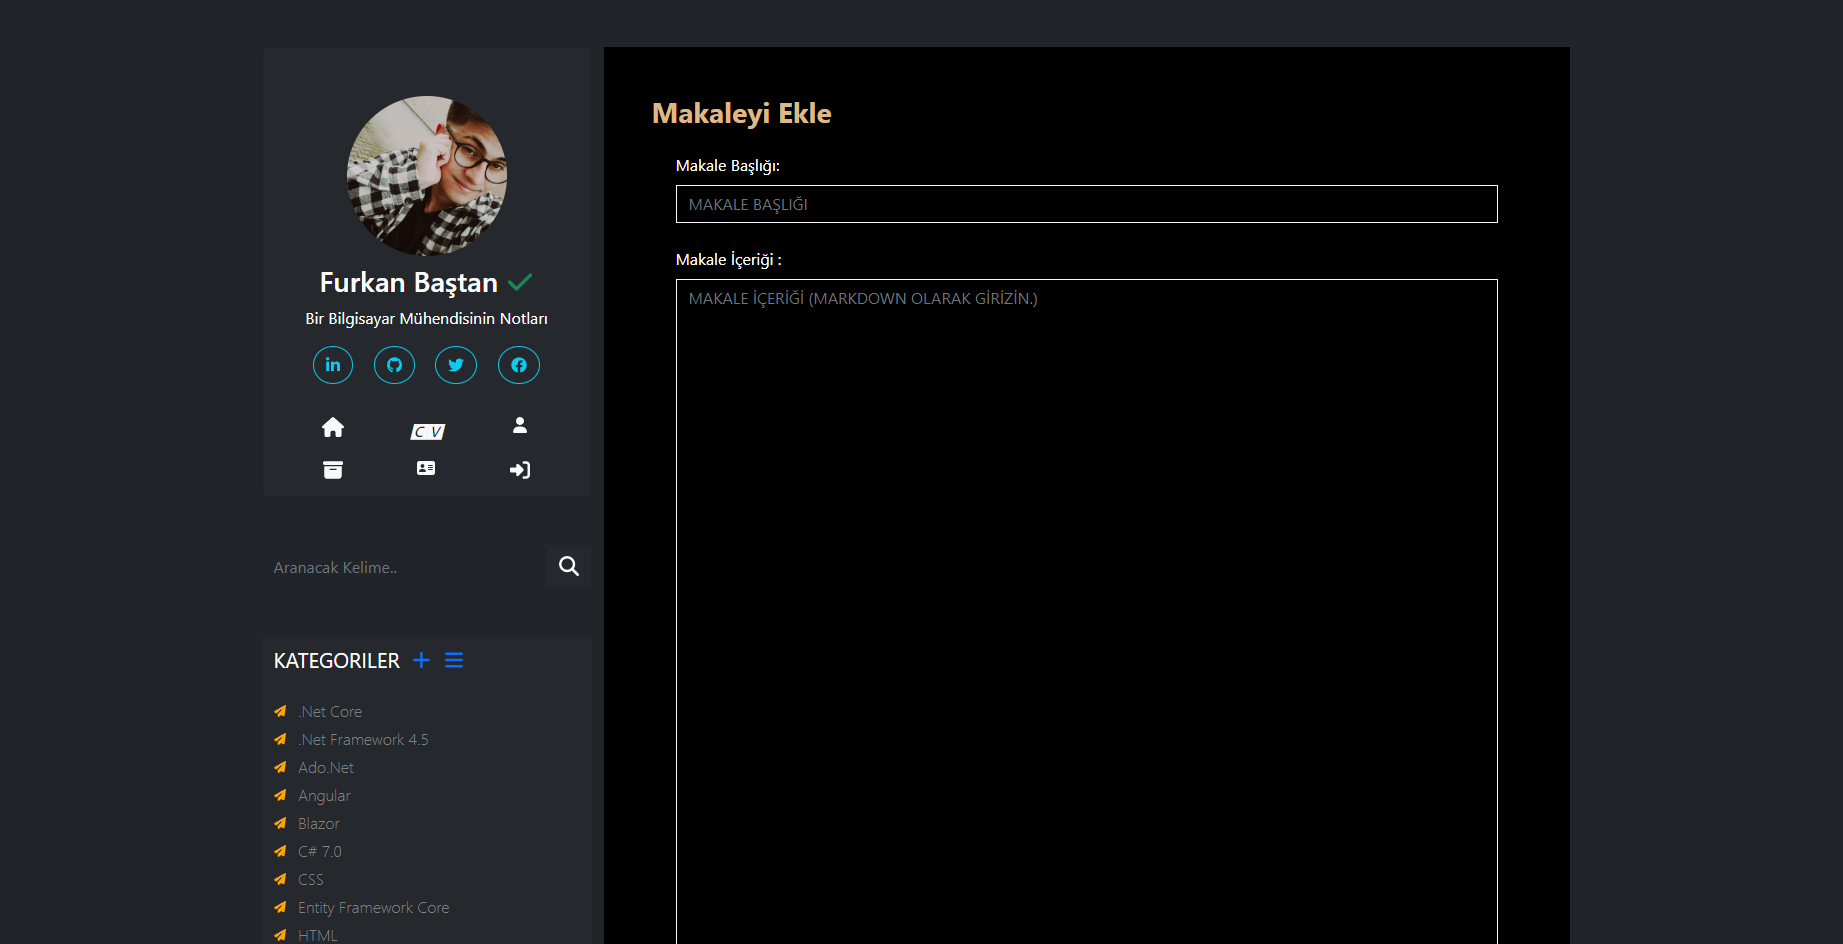 Furkan Baştan
Bir Bilgisayar Mühendisinin Notları
in
C V
Aranacak Kelime..
KATEGORILER
.Net Core
.Net Framework 4.5
Ado.Net
Angular
Blazor
C# 7.0
CSS
Entity Framework Core
HTML
Makaleyi Ekle
Makale Başlığı:
MAKALE BAŞLIĞI
Makale İçeriği :
MAKALE İÇERİĞİ (MARKDOWN OLARAK GİRİZİN.)